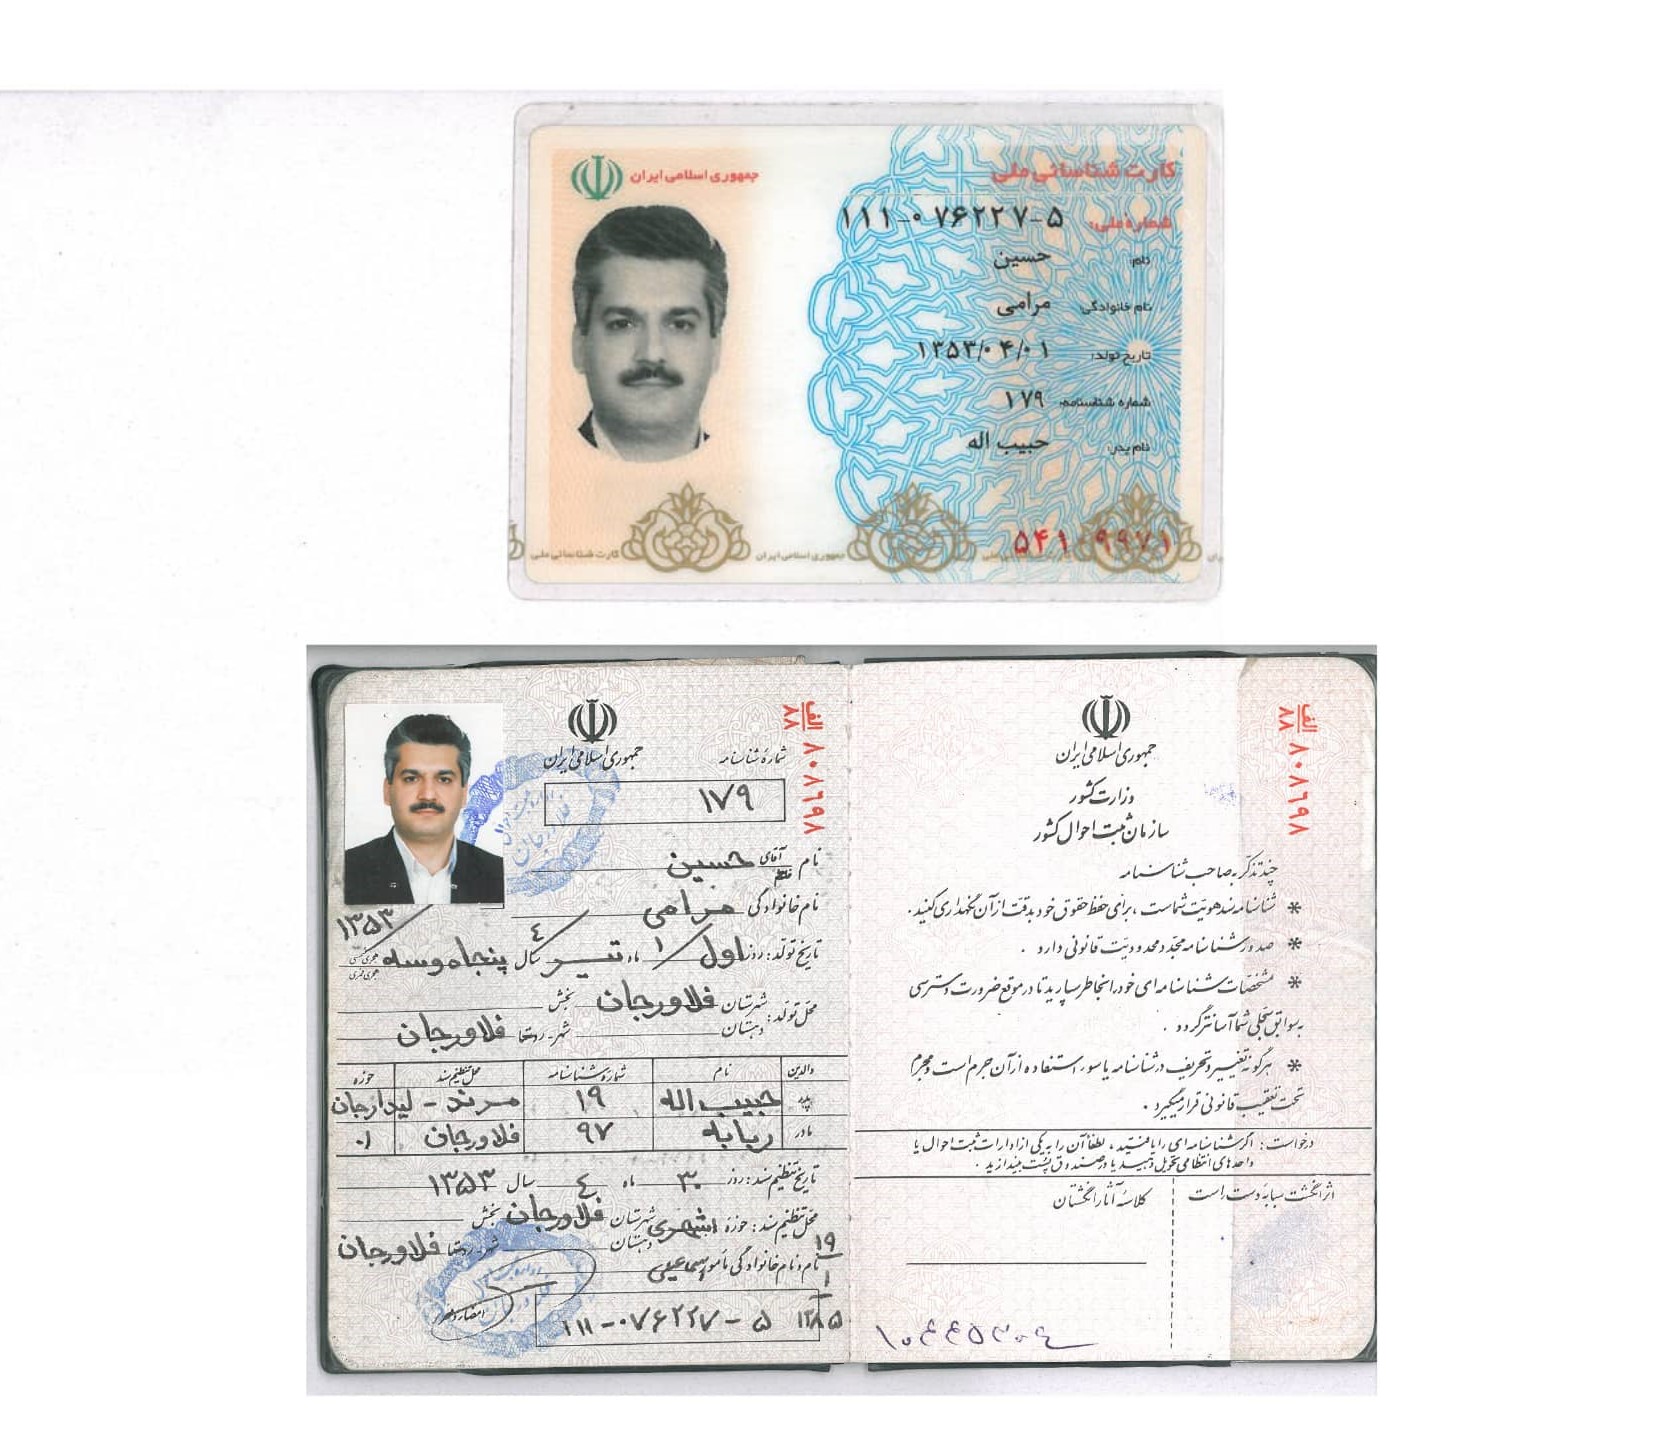 جمهوری اسلامی ایران
کارت شناسائی ملی
شماره ملی: ۱۱۱-۰۷۶۲۲۷-۵
نام: حسین
نام خانوادگی: مرامی
تاریخ تولد: ۱۳۵۳/۰۴/۰۱
شماره شناسنامه: ۱۷۹
نام پدر: حبیب اله
۵۴۱۰۹۹۷۱
کارت شناسائی ملی جمهوری اسلامی ایران
الف ۸۸ ۸۰۸۶۹۸
جمهوری اسلامی ایران
وزارت کشور
سازمان ثبت احوال کشور
چند تذکر به صاحب شناسنامه
* شناسنامه سند هویت شماست ، برای حفظ حقوق خود بدقت از آن نگهداری کنید.
* صدور شناسنامه مجدد محدودیت قانونی دارد .
* مشخصات شناسنامه ای خود را بخاطر بسپارید تا در موقع ضرورت دسترسی
به سوابق سجلی شما آسانتر گردد .
* هرگونه تغییر و تحریف در شناسنامه یا سوء استفاده از آن جرم است و مجرم
تحت تعقیب قانونی قرار میگیرد .
درخواست : اگر شناسنامه ای را یافتید ، لطفاً آن را به یکی از ادارات ثبت احوال یا
واحدهای انتظامی تحویل دهید یا در صندوق پست بیندازید .
اثر انگشت سبابه دست راست
کلاسه آثار انگشتان
الف ۸۸ ۸۰۸۶۹۸
جمهوری اسلامی ایران
شماره شناسنامه
۱۷۹
نام آقای حسین
نام خانوادگی مرامی
۱۳۵۳
تاریخ تولد: روز اول ۱ ماه تیر ۴ سال پنجاه و سه هجری شمسی هجری قمری
محل تولد: شهرستان فلاورجان بخش
دهستان شهر-روستا فلاورجان
والدین نام شماره شناسنامه محل تنظیم سند حوزه
پدر حبیب اله ۱۹ لیدارجان
مادر ربابه ۹۷ فلاورجان ۰۱
تاریخ تنظیم سند: روز ۳۰ ماه ۴ سال ۱۳۵۳
محل تنظیم سند: حوزه ۱شهری شهرستان فلاورجان بخش
دهستان شهر-روستا فلاورجان
نام و نام خانوادگی مأمور
امضاء و مهر
۱۹
۱
۱۳۸۵
۱۱۱-۰۷۶۲۲۷-۵